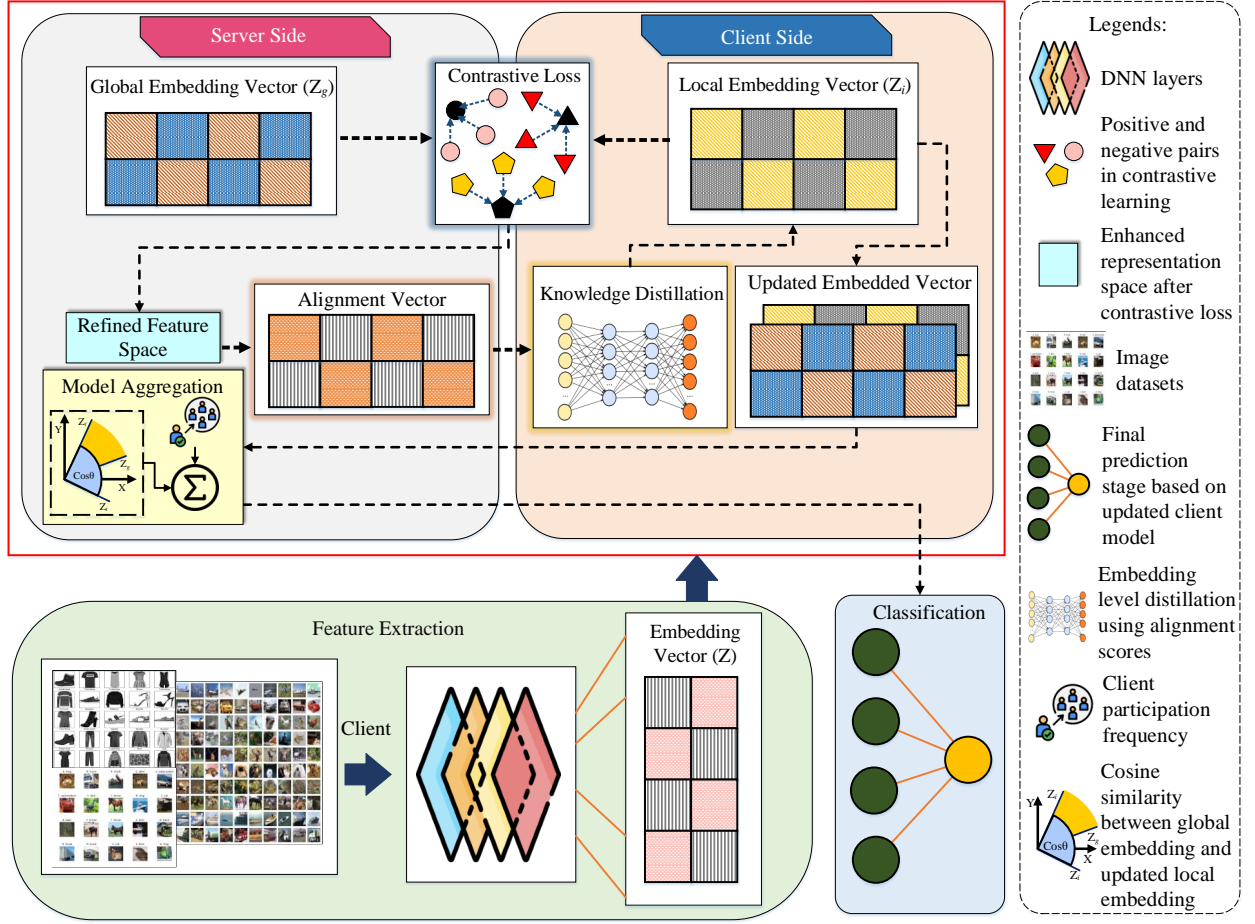 Server Side
Client Side
Global Embedding Vector (Zg)
Contrastive Loss
Local Embedding Vector (Zi)
Refined Feature
Space
Alignment Vector
Knowledge Distillation
...
...
...
...
Updated Embedded Vector
Model Aggregation
Y
Zi
Zg
Cosθ
X
Zi
Σ
Feature Extraction
Client
Embedding
Vector (Z)
Classification
Legends:
DNN layers
Positive and
negative pairs
in contrastive
learning
Enhanced
representation
space after
contrastive loss
Image
datasets
Final
prediction
stage based on
updated client
model
Embedding
level distillation
using alignment
scores
Client
participation
frequency
Cosine
similarity
between global
embedding and
updated local
embedding
Y
Zi
Zg
Cosθ
X
Zi